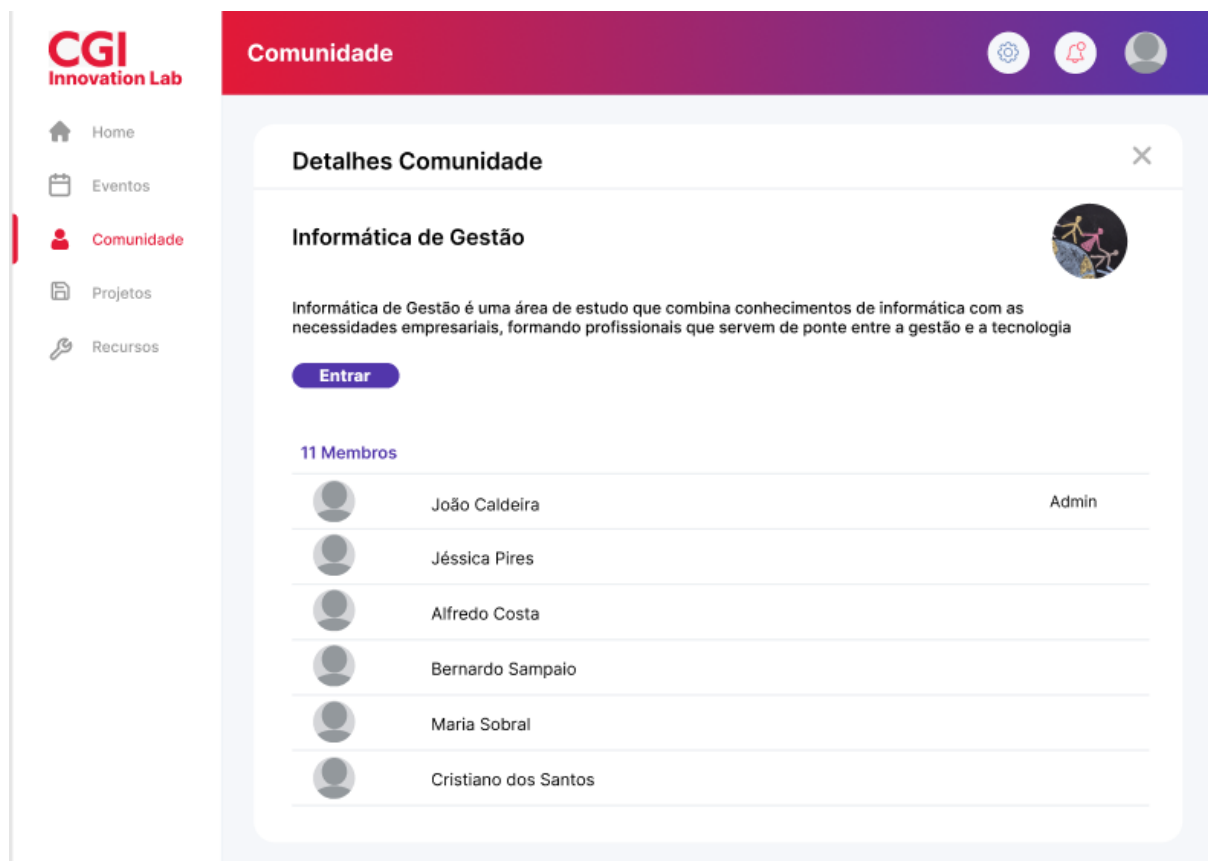 CGI
Innovation Lab
Comunidade
Home
Eventos
Comunidade
Projetos
Recursos
Detalhes Comunidade
Informática de Gestão
Informática de Gestão é uma área de estudo que combina conhecimentos de informática com as
necessidades empresariais, formando profissionais que servem de ponte entre a gestão e a tecnologia
Entrar
11 Membros
João Caldeira Admin
Jéssica Pires
Alfredo Costa
Bernardo Sampaio
Maria Sobral
Cristiano dos Santos